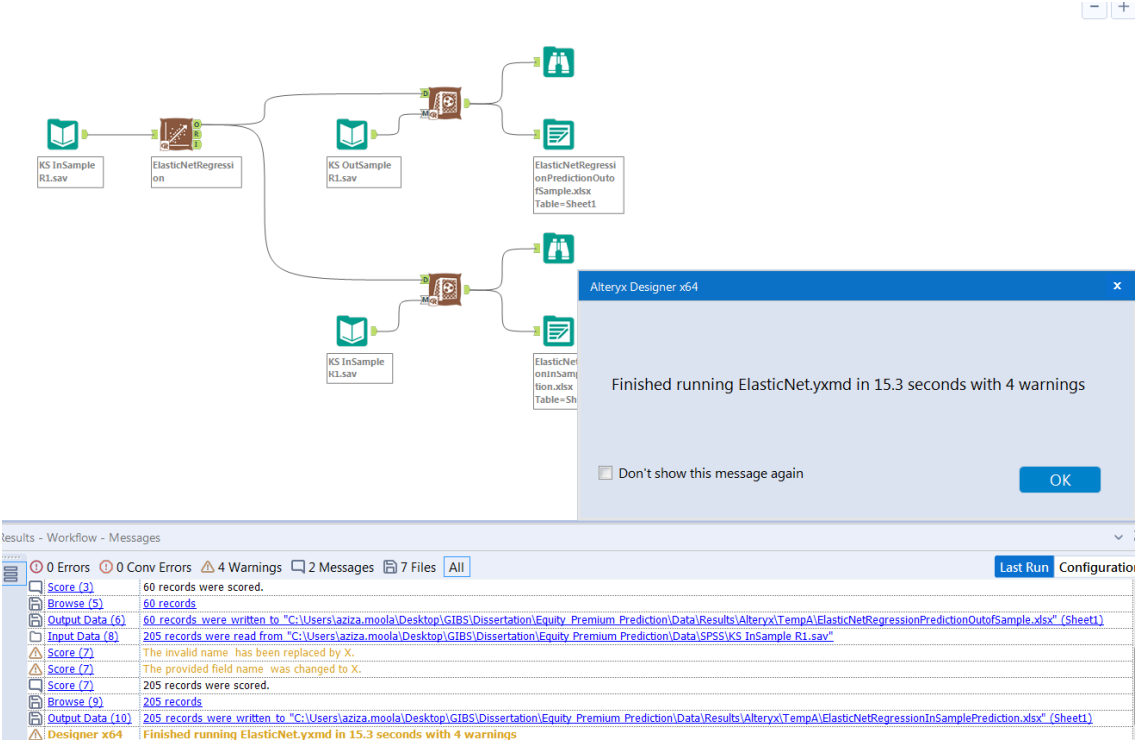 − +
KS InSample
R1.sav
ElasticNetRegressi
on
O
R
I
KS OutSample
R1.sav
D
M
ElasticNetRegressi
onPredictionOuto
fSample.xlsx
Table=Sheet1
D
M
KS InSample
R1.sav
ElasticNet
onInSamp
tion.xlsx
Table=Sh
Alteryx Designer x64 x
Finished running ElasticNet.yxmd in 15.3 seconds with 4 warnings
Don't show this message again
OK
Results - Workflow - Messages
0 Errors 0 Conv Errors 4 Warnings 2 Messages 7 Files All Last Run Configuration
Score (3) 60 records were scored.
Browse (5) 60 records
Output Data (6) 60 records were written to "C:\Users\aziza.moola\Desktop\GIBS\Dissertation\Equity Premium Prediction\Data\Results\Alteryx\TempA\ElasticNetRegressionPredictionOutofSample.xlsx" (Sheet1)
Input Data (8) 205 records were read from "C:\Users\aziza.moola\Desktop\GIBS\Dissertation\Equity Premium Prediction\Data\SPSS\KS InSample R1.sav"
Score (7) The invalid name has been replaced by X.
Score (7) The provided field name was changed to X.
Score (7) 205 records were scored.
Browse (9) 205 records
Output Data (10) 205 records were written to "C:\Users\aziza.moola\Desktop\GIBS\Dissertation\Equity Premium Prediction\Data\Results\Alteryx\TempA\ElasticNetRegressionInSamplePrediction.xlsx" (Sheet1)
Designer x64 Finished running ElasticNet.yxmd in 15.3 seconds with 4 warnings